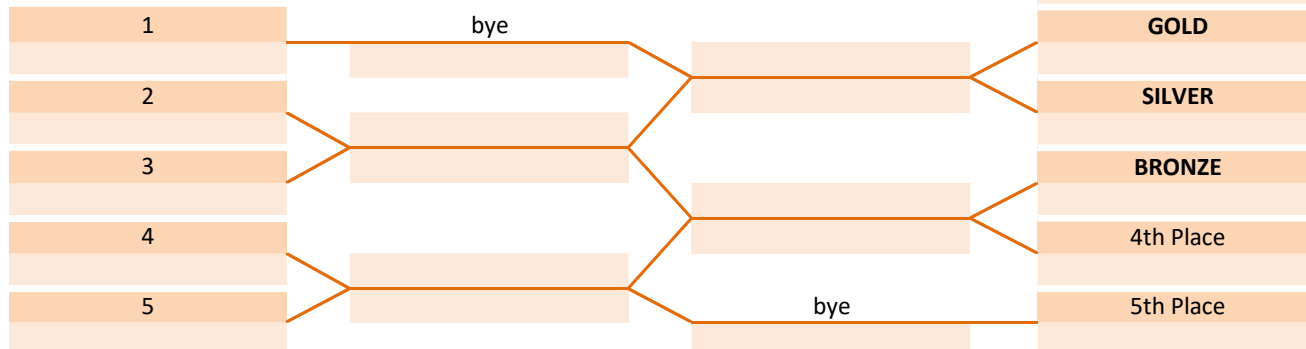 1
bye
GOLD
2
SILVER
3
BRONZE
4
4th Place
5
bye
5th Place